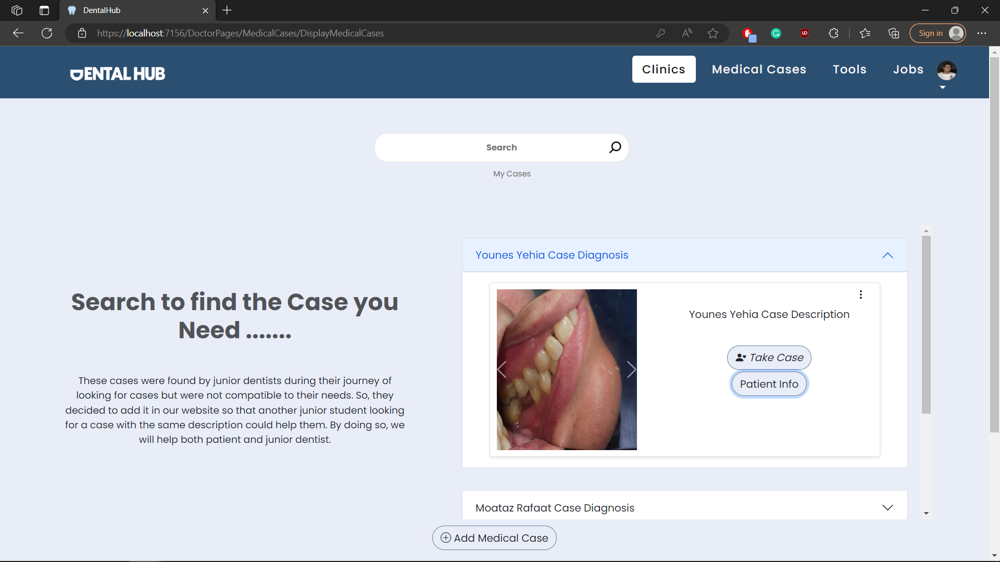 DentalHub
https://localhost:7156/DoctorPages/MedicalCases/DisplayMedicalCases
Sign in
DENTAL HUB
Clinics
Medical Cases
Tools
Jobs
Search
My Cases
Search to find the Case you
Need .......
These cases were found by junior dentists during their journey of
looking for cases but were not compatible to their needs. So, they
decided to add it in our website so that another junior student looking
for a case with the same description could help them. By doing so, we
will help both patient and junior dentist.
Younes Yehia Case Diagnosis
Younes Yehia Case Description
Take Case
Patient Info
Moataz Rafaat Case Diagnosis
Add Medical Case